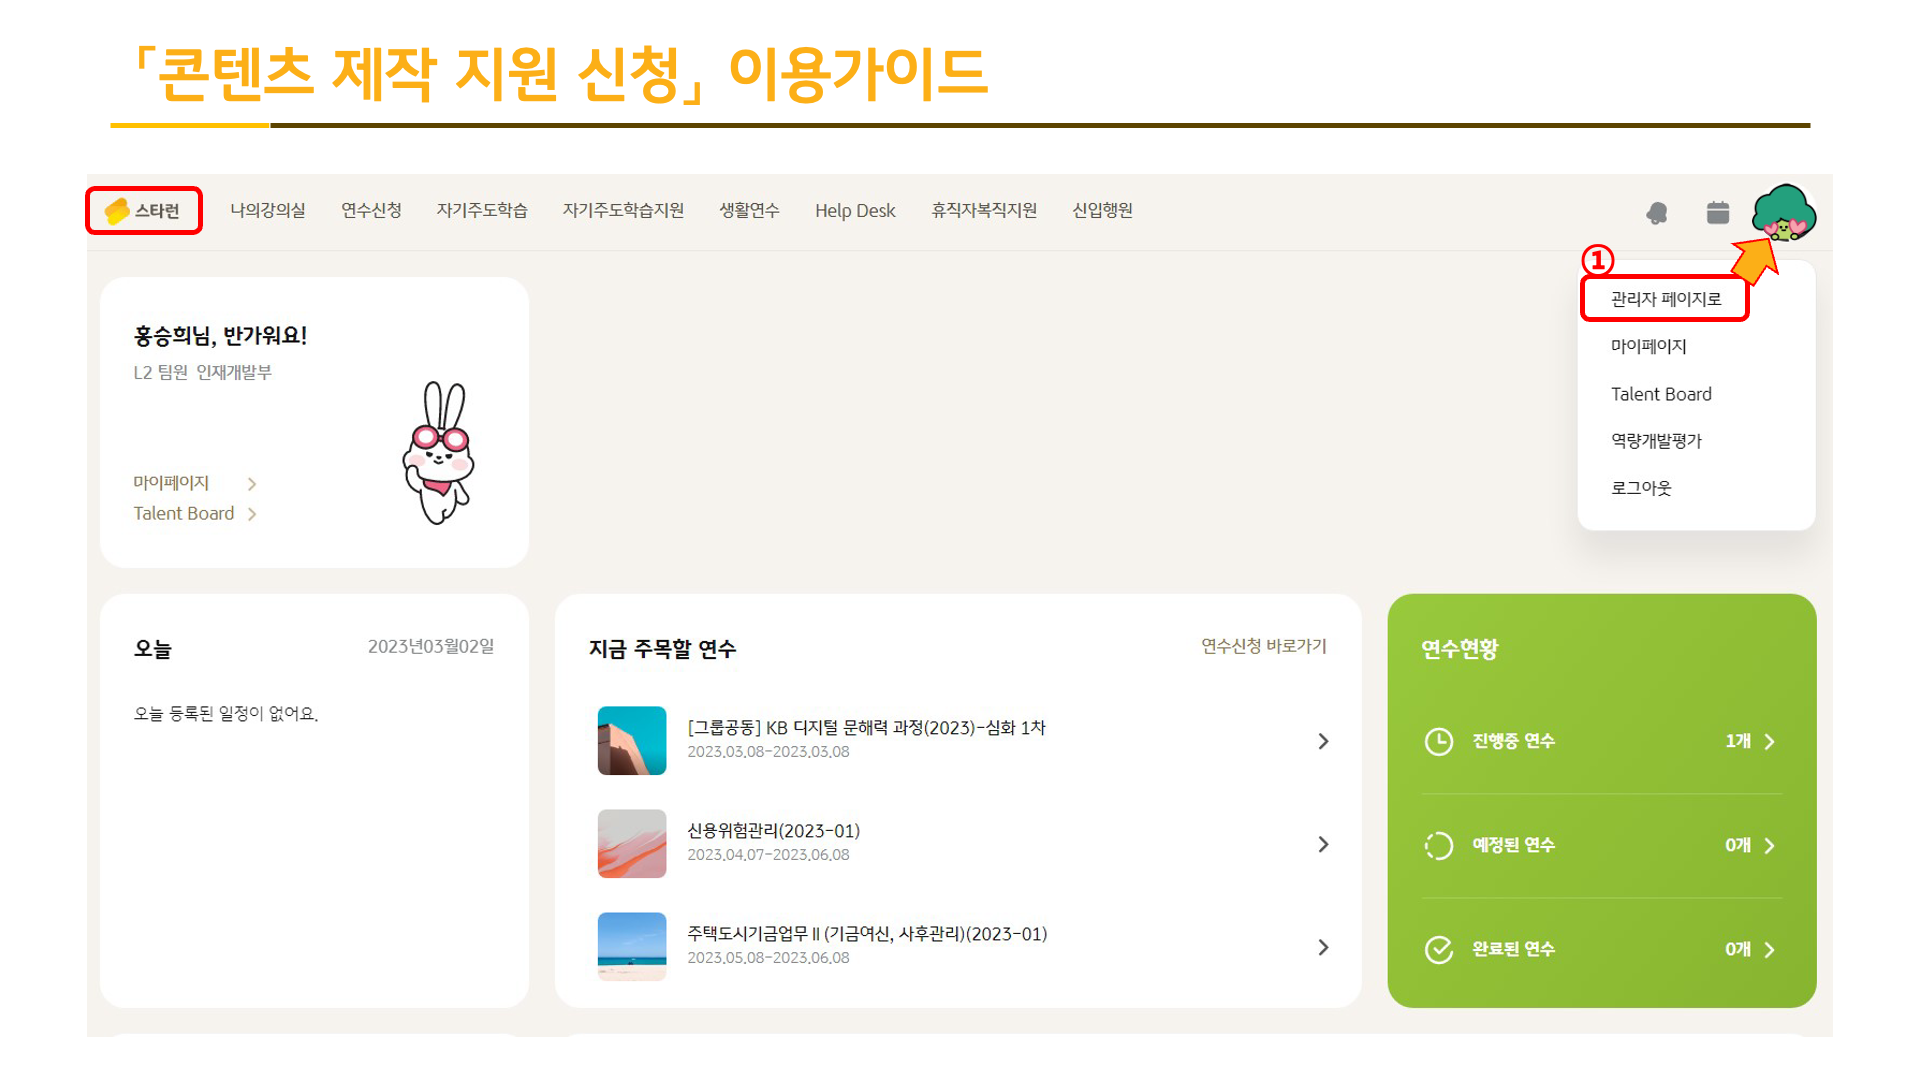 「콘텐츠 제작 지원 신청」 이용가이드
스타런 나의강의실 연수신청 자기주도학습 자기주도학습지원 생활연수 Help Desk 휴직자복직지원 신입행원
①
관리자 페이지로
마이페이지
Talent Board
역량개발평가
로그아웃
홍승희님, 반가워요!
L2 팀원 인재개발부
마이페이지
Talent Board
오늘 2023년03월02일
오늘 등록된 일정이 없어요.
지금 주목할 연수 연수신청 바로가기
[그룹공동] KB 디지털 문해력 과정(2023)-심화 1차
2023.03.08-2023.03.08
신용위험관리(2023-01)
2023.04.07-2023.06.08
주택도시기금업무Ⅱ(기금여신, 사후관리)(2023-01)
2023.05.08-2023.06.08
연수현황
진행중 연수 1개
예정된 연수 0개
완료된 연수 0개